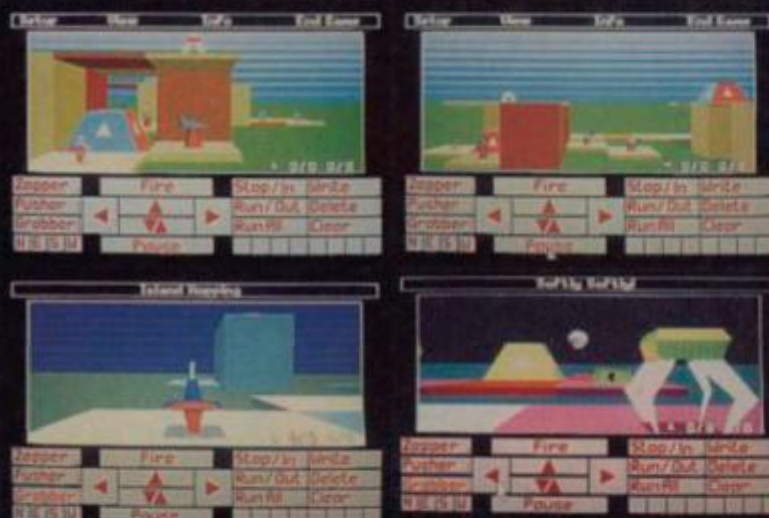 Setup View Info End Game
Setup View Info End Game
Zapper Fire Stop/In Write
Pusher Run/Out Delete
Grabber Run All Clear
N E S W Pause
Zapper Fire Stop/In Write
Pusher Run/Out Delete
Grabber Run All Clear
N E S W Pause
Island Hopping
Softly Softly!
Zapper Fire Stop/In Write
Pusher Run/Out Delete
Grabber Run All Clear
N E S W Pause
Zapper Fire Stop/In Write
Pusher Run/Out Delete
Grabber Run All Clear
N E S W Pause